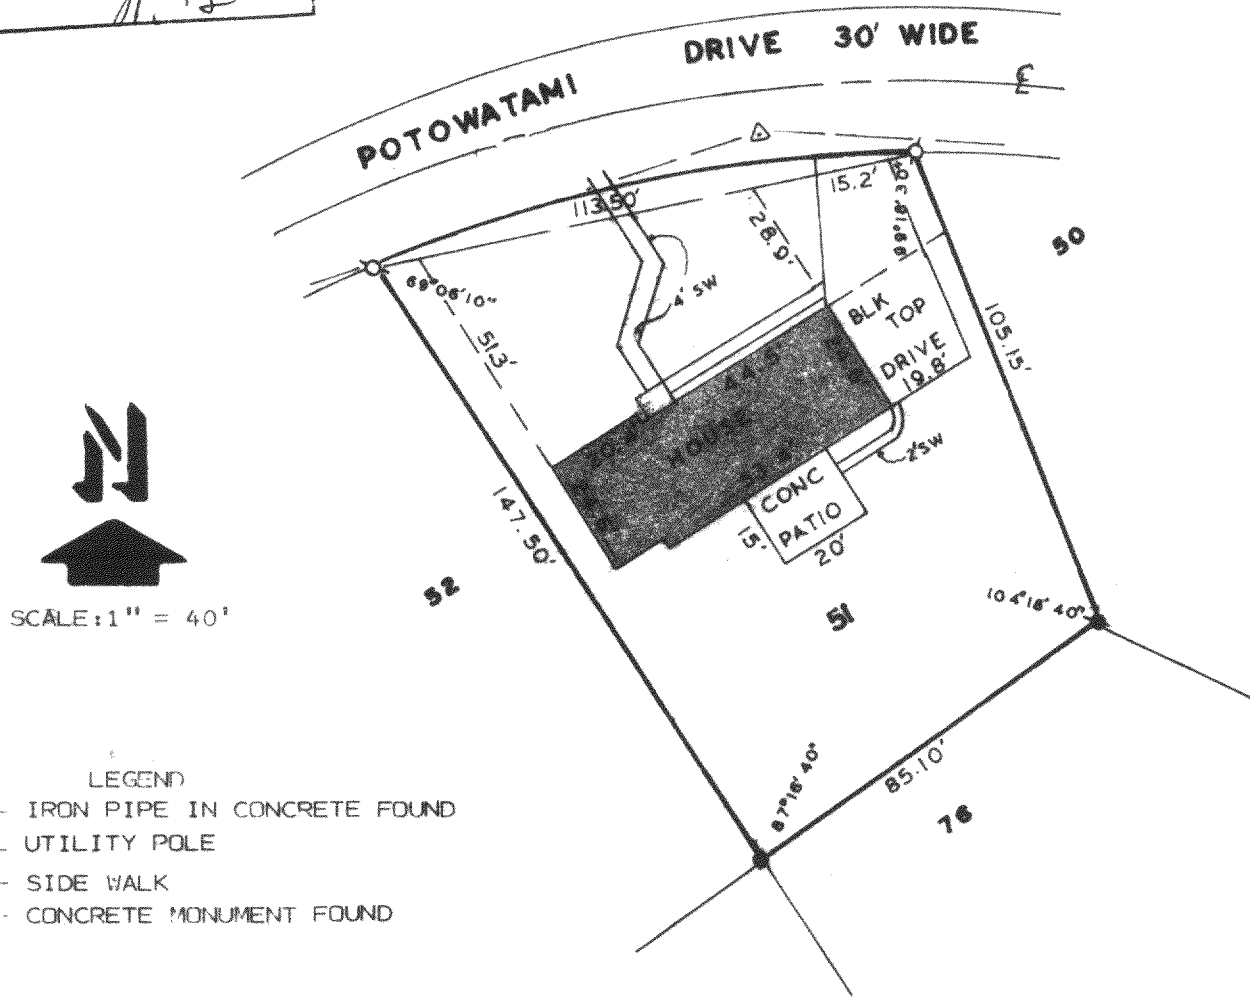 POTOWATAMI DRIVE 30' WIDE
113.50'
15.2'
28.9'
69°06'10"
4' SW
51.3'
50
BLK
TOP
DRIVE
19.8'
105.15'
44.5'
HOUSE
CONC
PATIO
15'
20'
2' SW
147.50'
52
51
104°18'40"
87°16'40"
85.10'
76
N
SCALE:1" = 40'
LEGEND
IRON PIPE IN CONCRETE FOUND
UTILITY POLE
SIDE WALK
CONCRETE MONUMENT FOUND